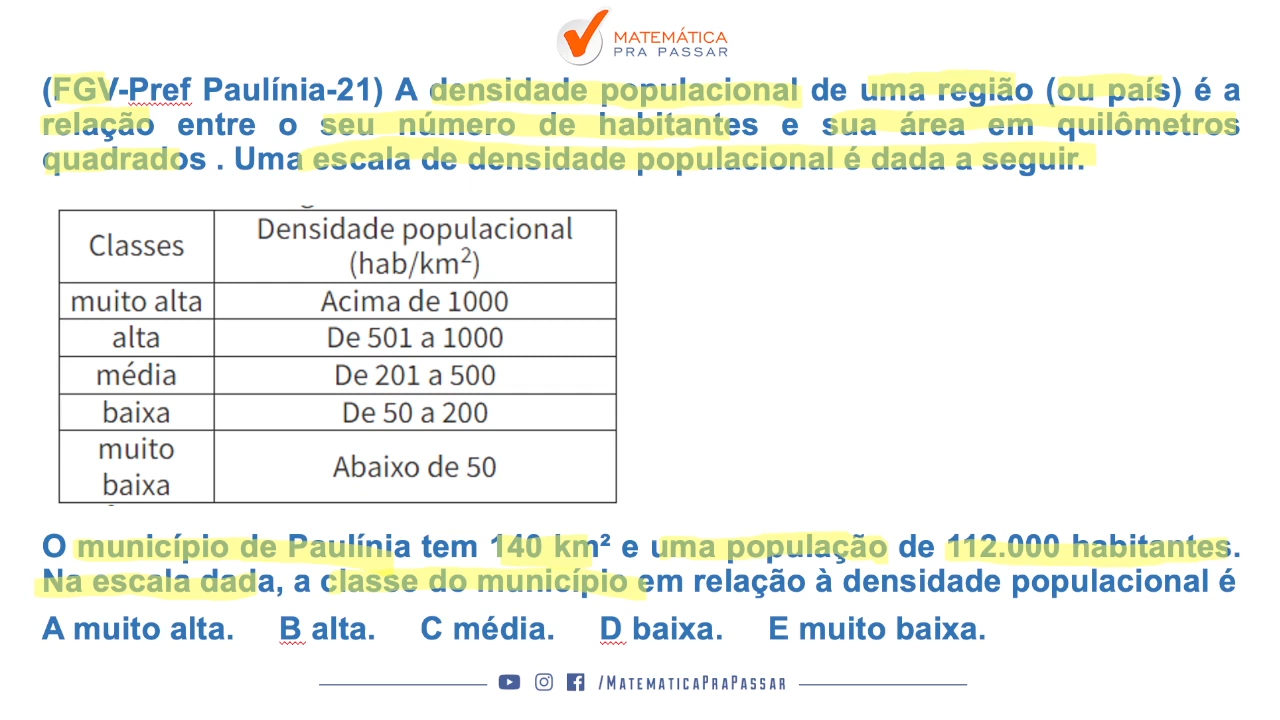 MATEMÁTICA
PRA PASSAR
(FGV-Pref Paulínia-21) A densidade populacional de uma região (ou país) é a
relação entre o seu número de habitantes e sua área em quilômetros
quadrados . Uma escala de densidade populacional é dada a seguir.
Classes
Densidade populacional
(hab/km²)
muito alta
Acima de 1000
alta
De 501 a 1000
média
De 201 a 500
baixa
De 50 a 200
muito
baixa
Abaixo de 50
O município de Paulínia tem 140 km² e uma população de 112.000 habitantes.
Na escala dada, a classe do município em relação à densidade populacional é
A muito alta. B alta. C média. D baixa. E muito baixa.
/MATEMATICAPRAPASSAR